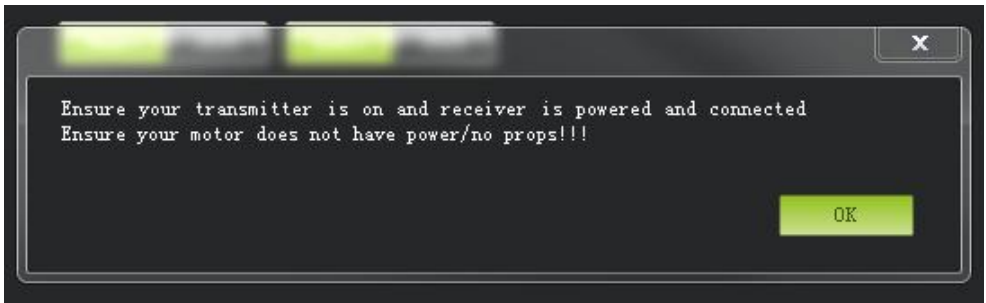 X
Ensure your transmitter is on and receiver is powered and connected
Ensure your motor does not have power/no props!!!
OK